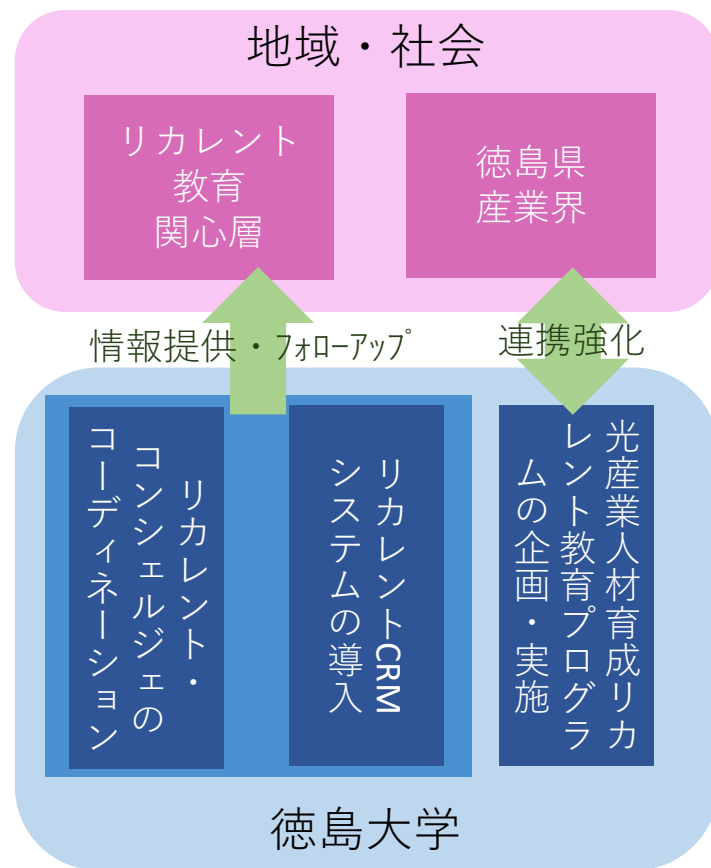 地域・社会
リカレント
教育
関心層
徳島県
産業界
情報提供・ﾌｫﾛｰｱｯﾌﾟ
連携強化
リカレント・
コンシェルジェの
コーディネーション
リカレントCRM
システムの導入
光産業人材育成リカ
レント教育プログラ
ムの企画・実施
徳島大学